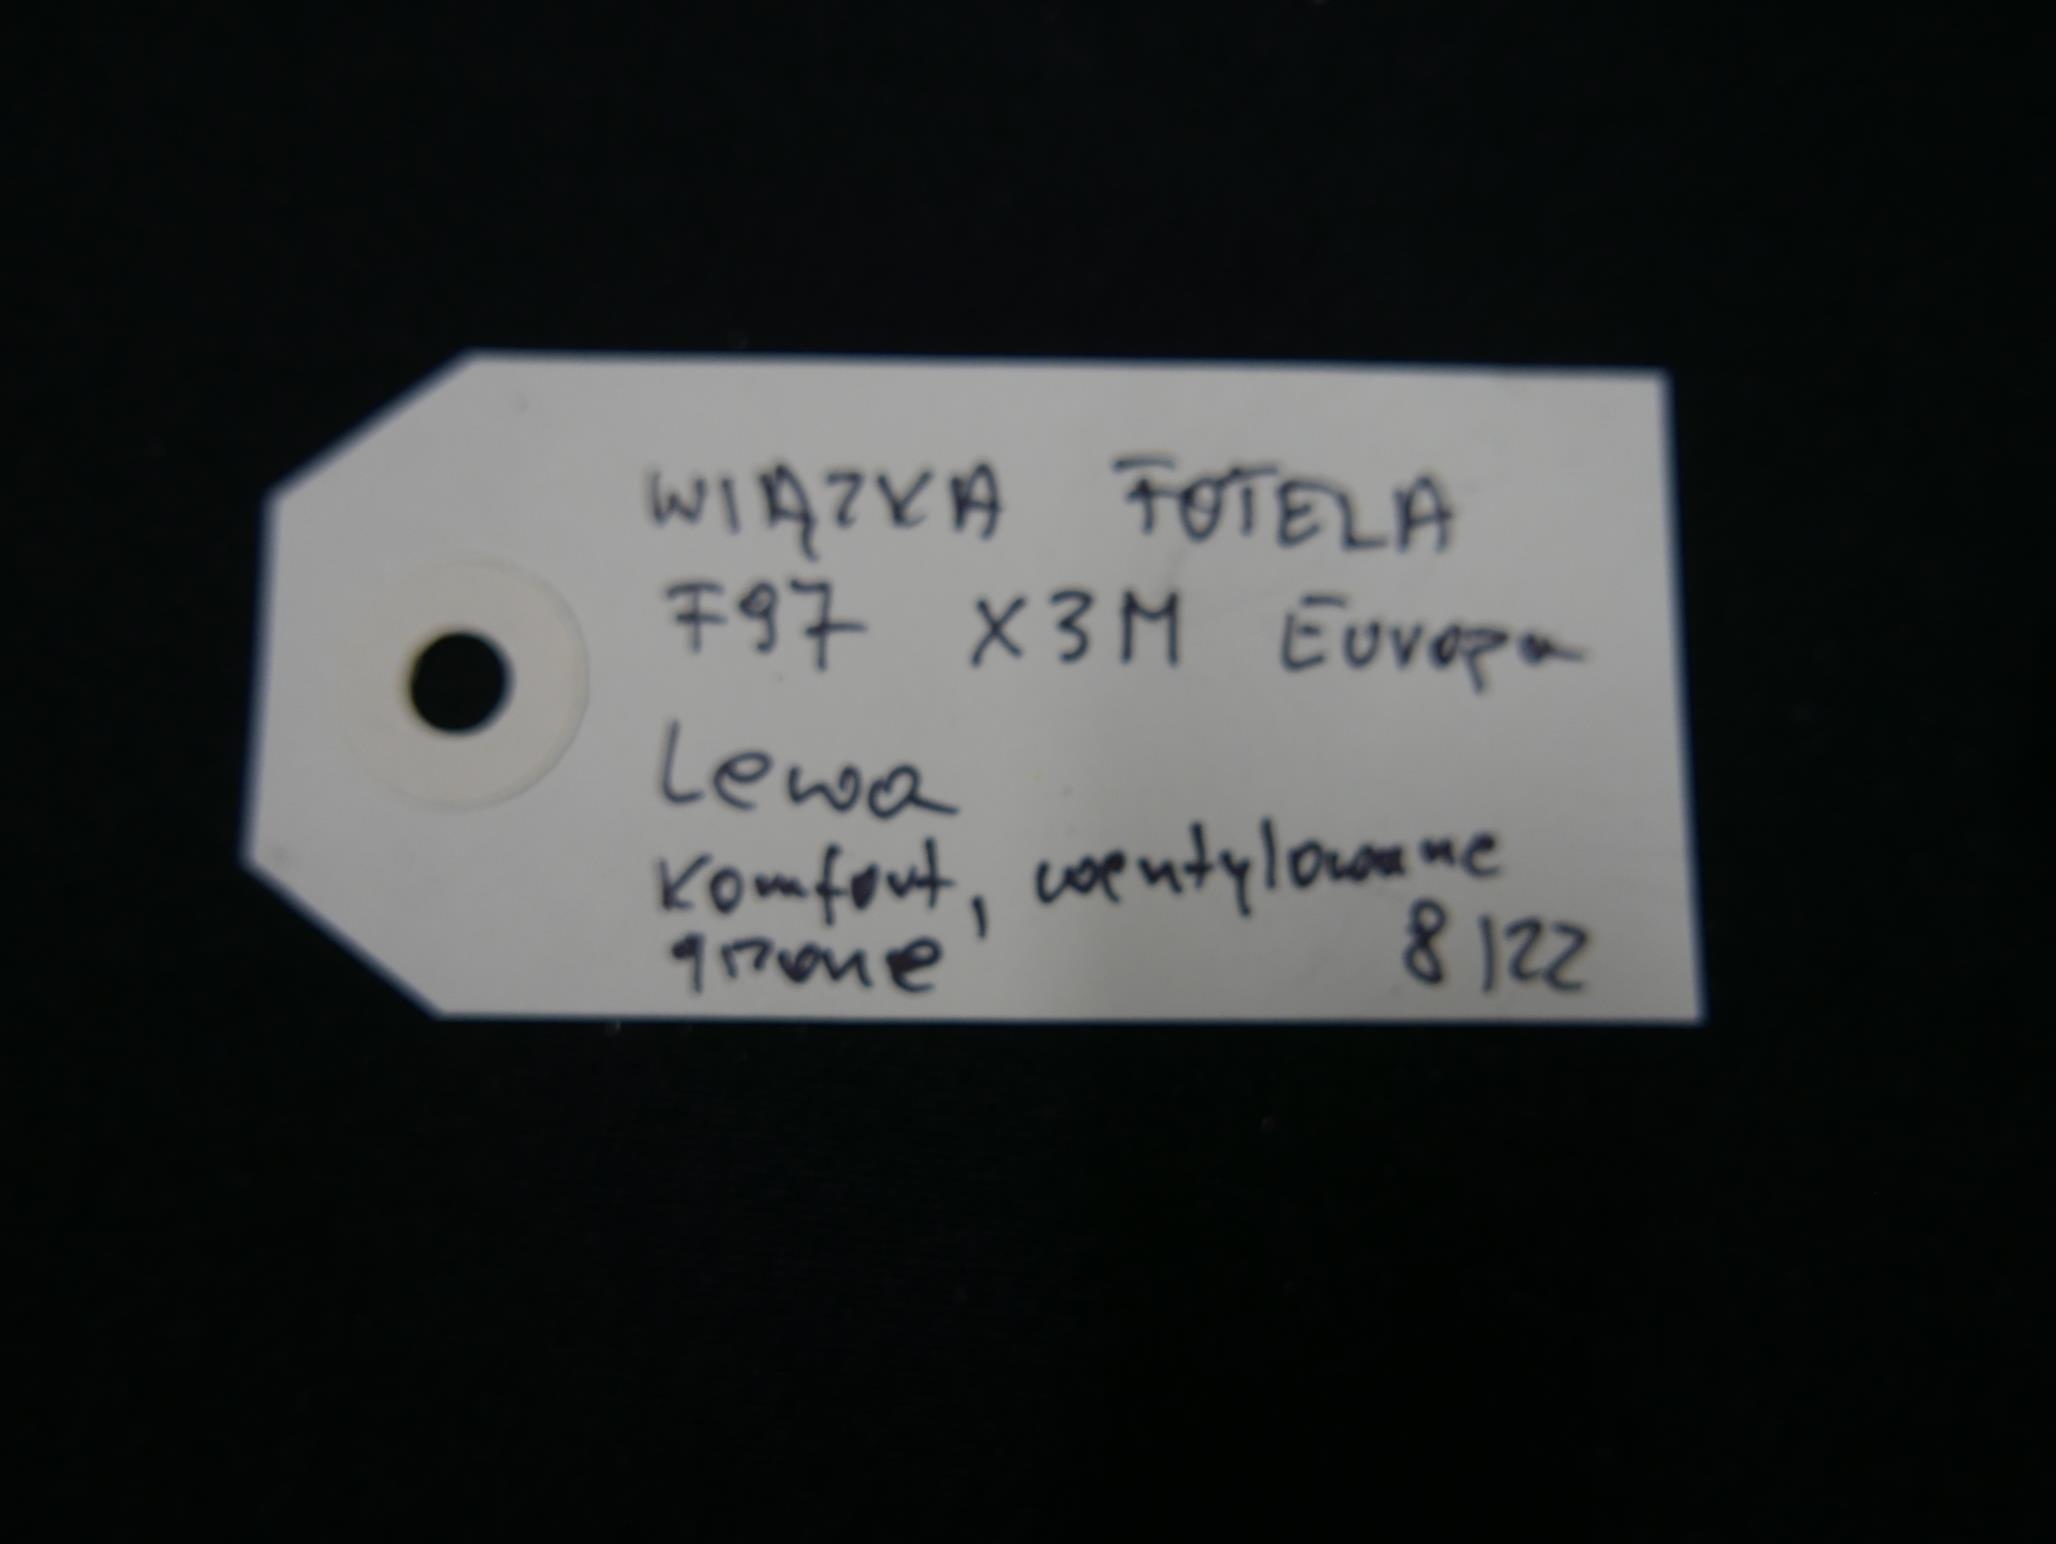 WIĄZKA FOTELA
F97 X3M Europa
Lewa
Komfort, wentylowane
grzane 8/22